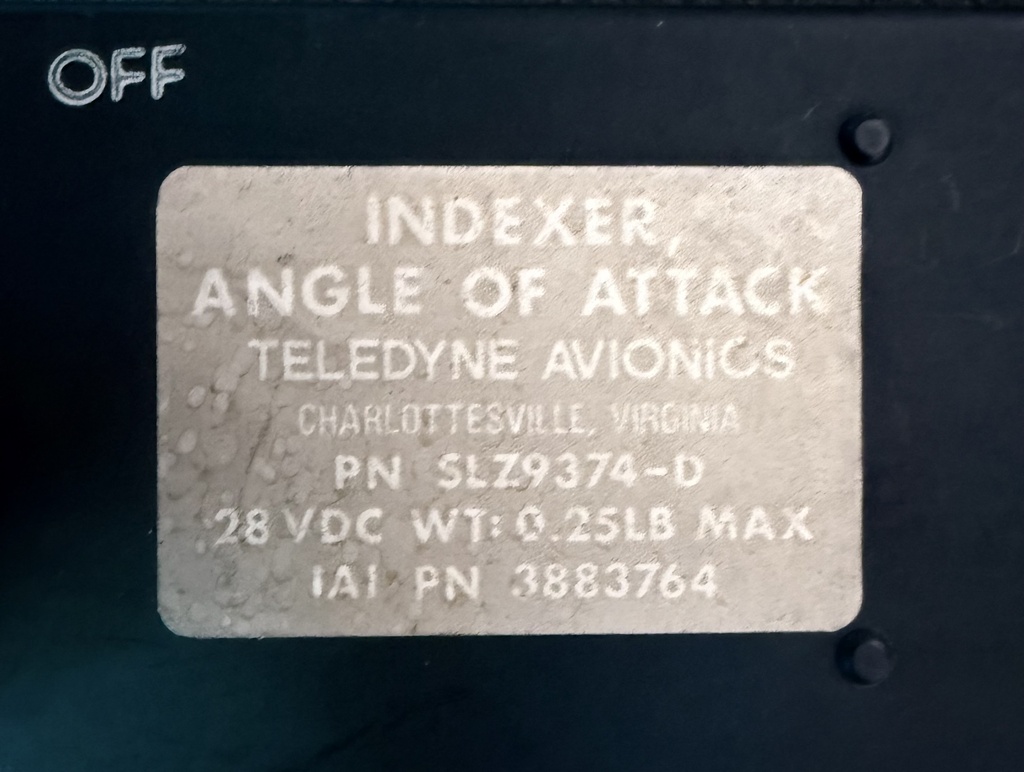 OFF
INDEXER,
ANGLE OF ATTACK
TELEDYNE AVIONICS
CHARLOTTESVILLE, VIRGINIA
PN SLZ9374-D
28 VDC WT: 0.25LB MAX
IAI PN 3883764